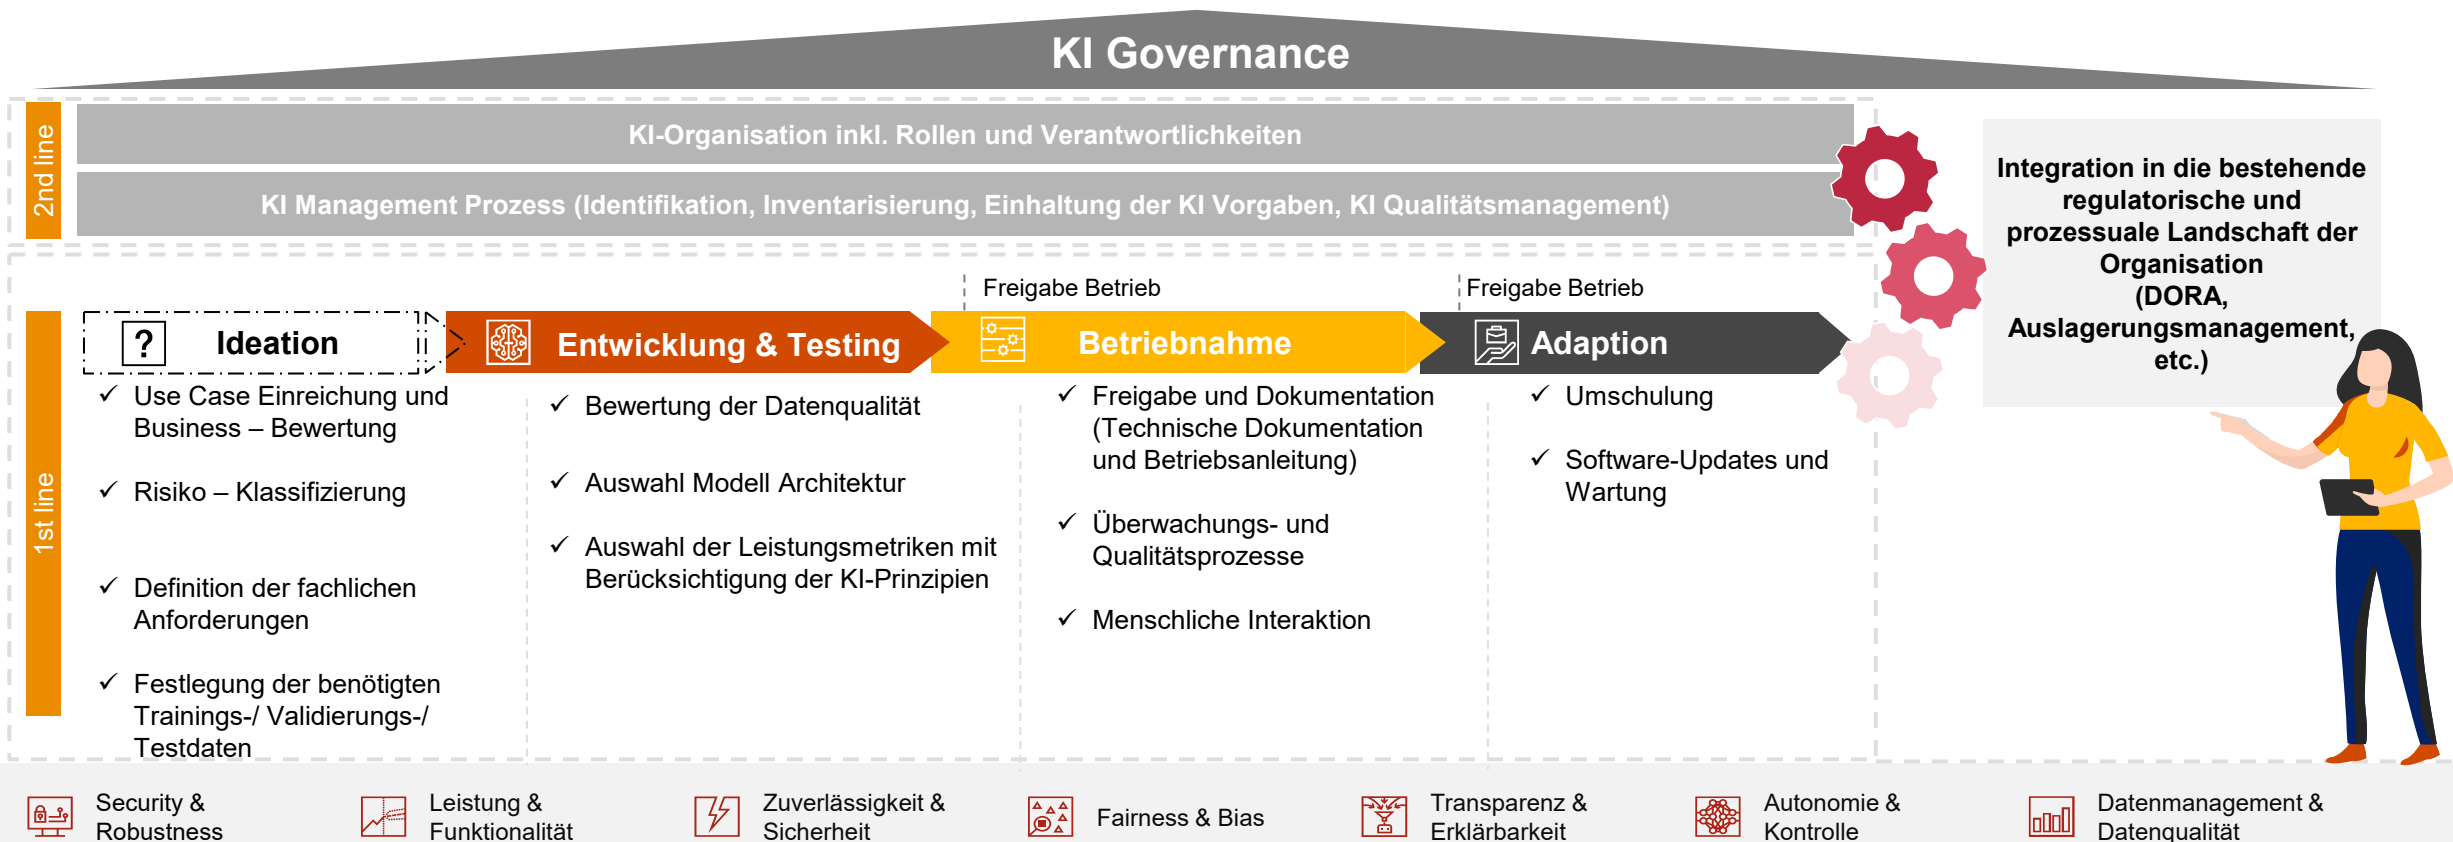 KI Governance
2nd line
KI-Organisation inkl. Rollen und Verantwortlichkeiten
KI Management Prozess (Identifikation, Inventarisierung, Einhaltung der KI Vorgaben, KI Qualitätsmanagement)
Integration in die bestehende
regulatorische und
prozessuale Landschaft der
Organisation
(DORA,
Auslagerungsmanagement,
etc.)
1st line
Freigabe Betrieb
Freigabe Betrieb
?
Ideation
Entwicklung & Testing
Betriebnahme
Adaption
✓ Use Case Einreichung und
Business – Bewertung
✓ Risiko – Klassifizierung
✓ Definition der fachlichen
Anforderungen
✓ Festlegung der benötigten
Trainings-/ Validierungs-/
Testdaten
✓ Bewertung der Datenqualität
✓ Auswahl Modell Architektur
✓ Auswahl der Leistungsmetriken mit
Berücksichtigung der KI-Prinzipien
✓ Freigabe und Dokumentation
(Technische Dokumentation
und Betriebsanleitung)
✓ Überwachungs- und
Qualitätsprozesse
✓ Menschliche Interaktion
✓ Umschulung
✓ Software-Updates und
Wartung
Security &
Robustness
Leistung &
Funktionalität
Zuverlässigkeit &
Sicherheit
Fairness & Bias
Transparenz &
Erklärbarkeit
Autonomie &
Kontrolle
Datenmanagement &
Datenqualität